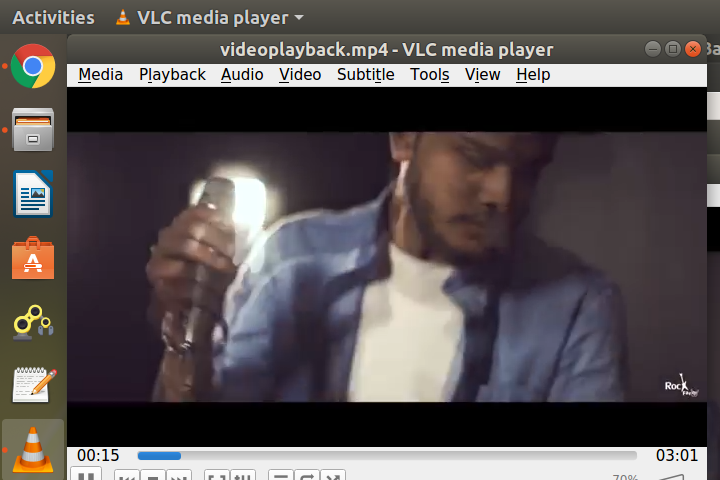 Activities VLC media player
videoplayback.mp4 - VLC media player
Media Playback Audio Video Subtitle Tools View Help
Rock
00:15 03:01
70%